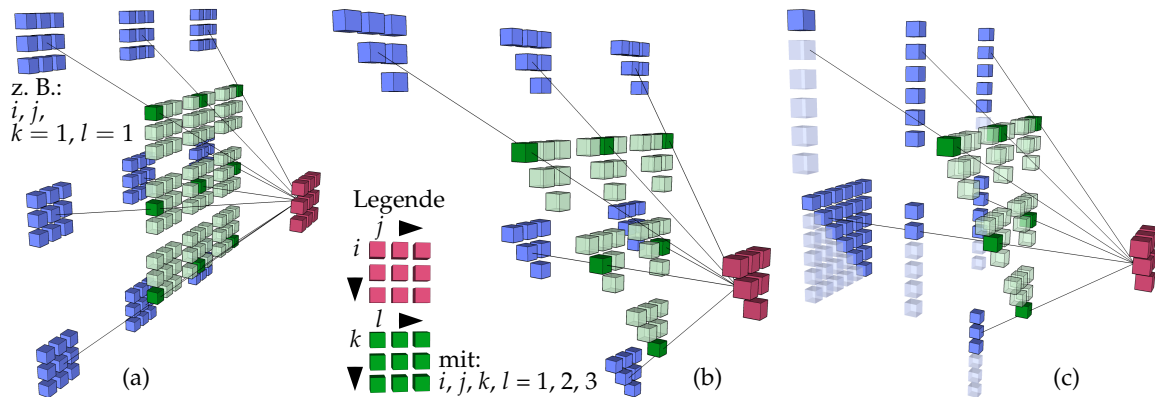 z. B.:
i, j,
k = 1, l = 1
Legende
j
i
l
k
mit:
i, j, k, l = 1, 2, 3
(a)
(b)
(c)